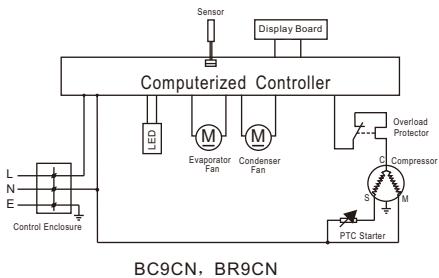 Sensor
Display Board
Computerized Controller
LED
M
M
Evaporator
Fan
Condenser
Fan
Overload
Protector
C
Compressor
S
M
PTC Starter
L
N
E
Control Enclosure
BC9CN, BR9CN